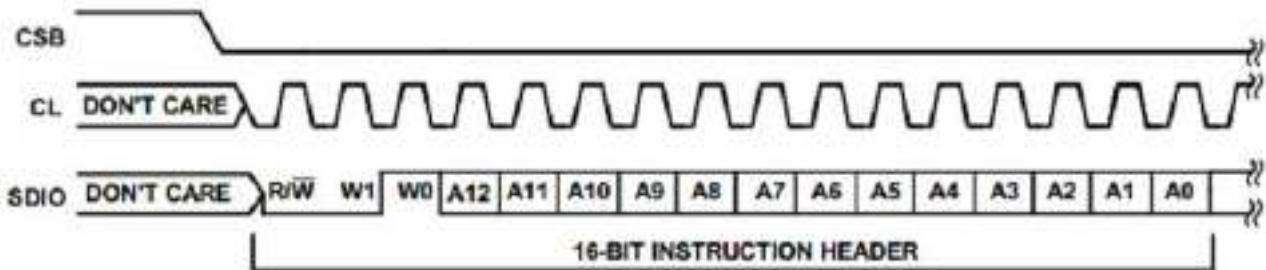 CSB
CL DON'T CARE
SDIO DON'T CARE R/W̅ W1 W0 A12 A11 A10 A9 A8 A7 A6 A5 A4 A3 A2 A1 A0
16-BIT INSTRUCTION HEADER